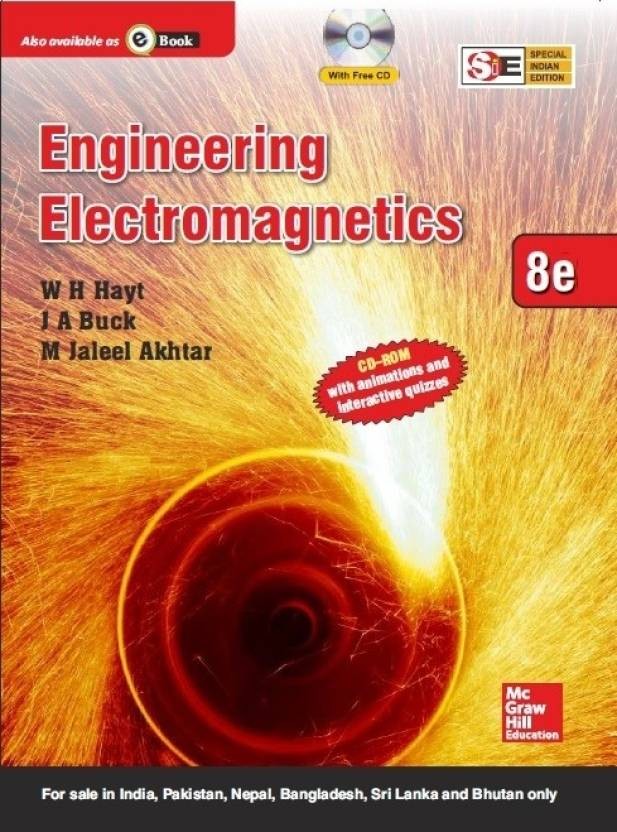 Also available as e Book
With Free CD
SiE SPECIAL
INDIAN
EDITION
Engineering
Electromagnetics
8e
W H Hayt
J A Buck
M Jaleel Akhtar
CD-ROM
with animations and
interactive quizzes
Mc
Graw
Hill
Education
For sale in India, Pakistan, Nepal, Bangladesh, Sri Lanka and Bhutan only